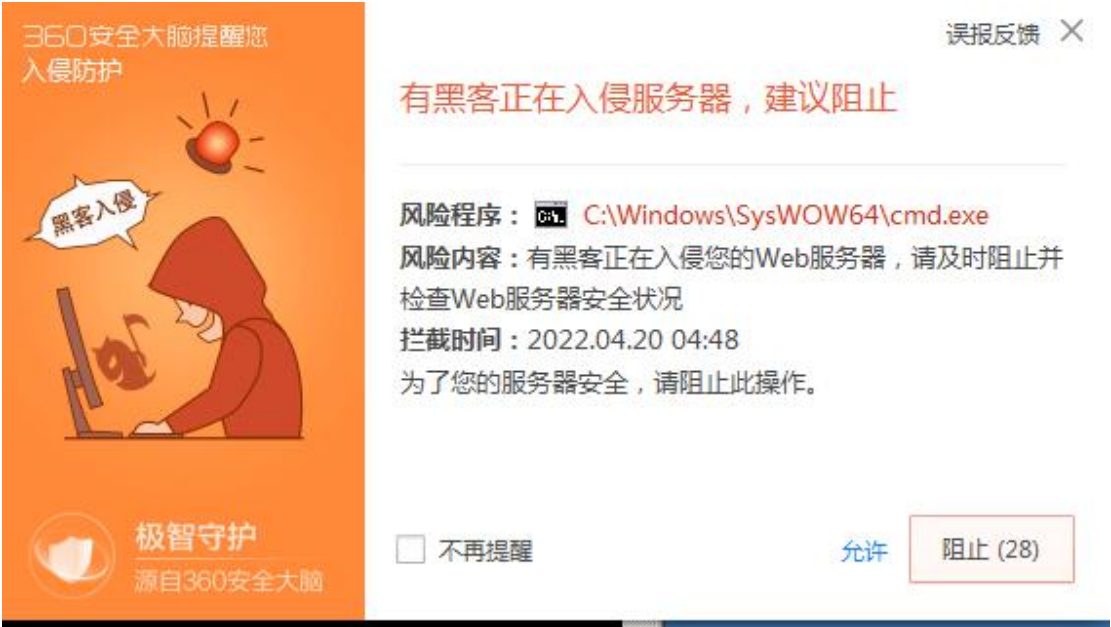 360安全大脑提醒您
入侵防护
黑客入侵
极智守护
源自360安全大脑
误报反馈
有黑客正在入侵服务器，建议阻止
风险程序： C:\Windows\SysWOW64\cmd.exe
风险内容：有黑客正在入侵您的Web服务器，请及时阻止并
检查Web服务器安全状况
拦截时间：2022.04.20 04:48
为了您的服务器安全，请阻止此操作。
不再提醒
允许
阻止 (28)